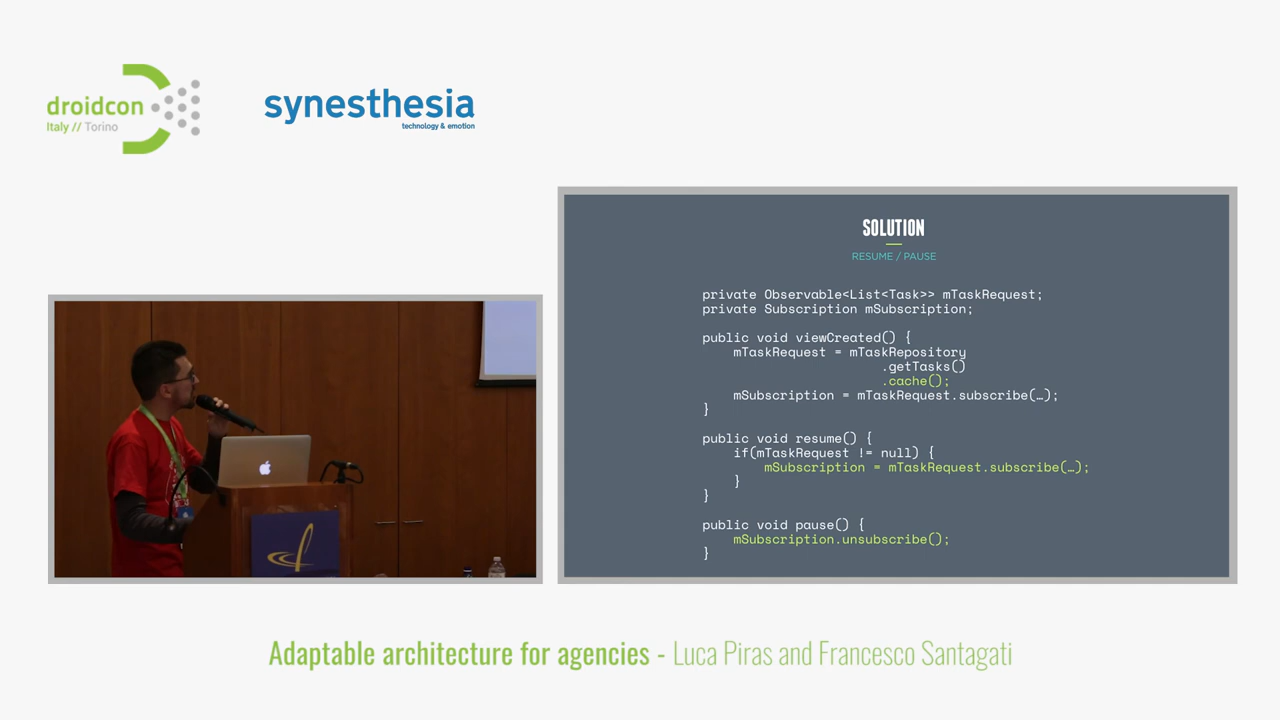 droidcon
Italy // Torino
synesthesia
technology & emotion
SOLUTION
RESUME / PAUSE
private Observable<List<Task>> mTaskRequest;
private Subscription mSubscription;
public void viewCreated() {
mTaskRequest = mTaskRepository
.getTasks()
.cache();
mSubscription = mTaskRequest.subscribe(…);
}
public void resume() {
if(mTaskRequest != null) {
mSubscription = mTaskRequest.subscribe(…);
}
}
public void pause() {
mSubscription.unsubscribe();
}
Adaptable architecture for agencies - Luca Piras and Francesco Santagati